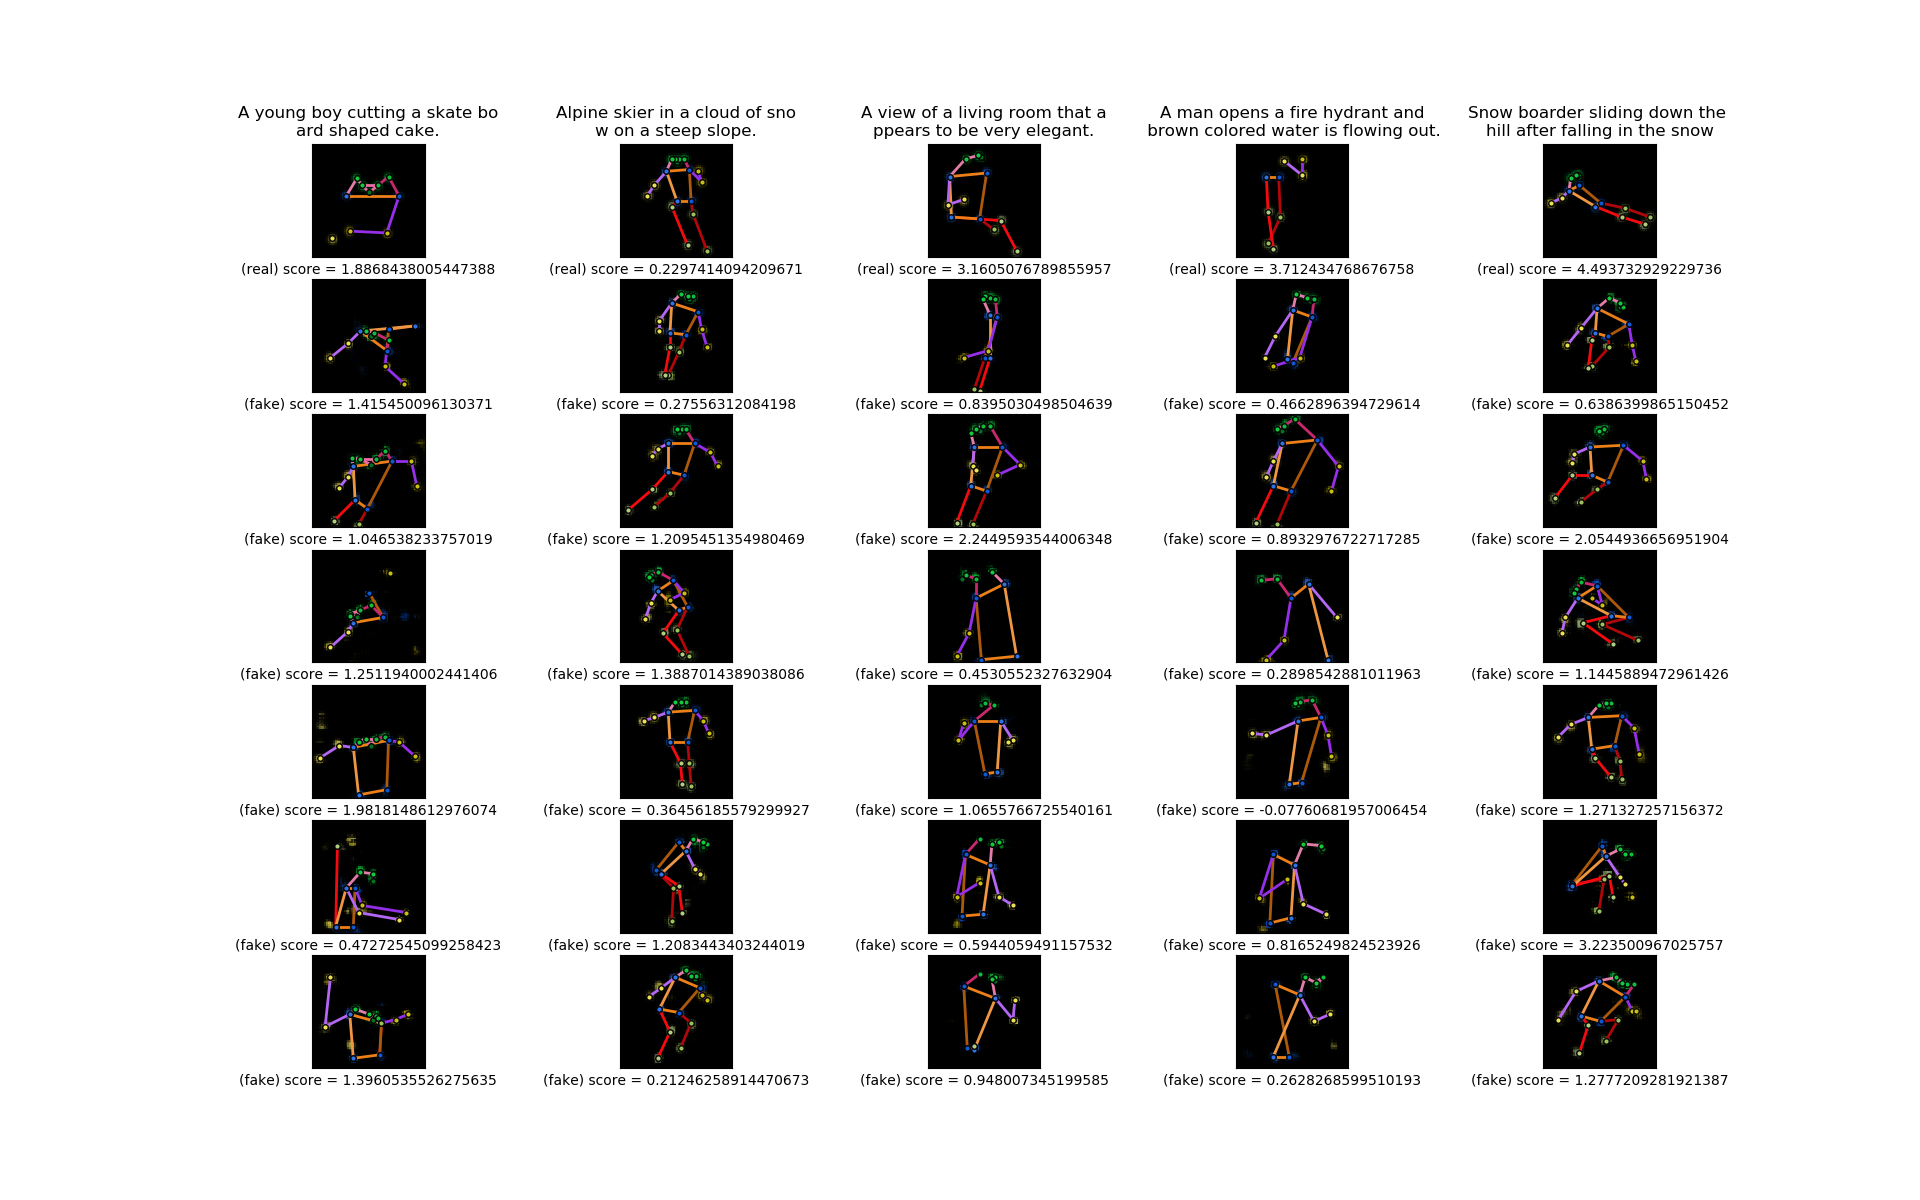 A young boy cutting a skate bo
ard shaped cake.
Alpine skier in a cloud of sno
w on a steep slope.
A view of a living room that a
ppears to be very elegant.
A man opens a fire hydrant and
brown colored water is flowing out.
Snow boarder sliding down the
hill after falling in the snow
(real) score = 1.8868438005447388
(real) score = 0.2297414094209671
(real) score = 3.1605076789855957
(real) score = 3.712434768676758
(real) score = 4.493732929229736
(fake) score = 1.415450096130371
(fake) score = 0.27556312084198
(fake) score = 0.8395030498504639
(fake) score = 0.4662896394729614
(fake) score = 0.6386399865150452
(fake) score = 1.046538233757019
(fake) score = 1.2095451354980469
(fake) score = 2.2449593544006348
(fake) score = 0.8932976722717285
(fake) score = 2.0544936656951904
(fake) score = 1.2511940002441406
(fake) score = 1.3887014389038086
(fake) score = 0.4530552327632904
(fake) score = 0.2898542881011963
(fake) score = 1.1445889472961426
(fake) score = 1.9818148612976074
(fake) score = 0.36456185579299927
(fake) score = 1.0655766725540161
(fake) score = -0.07760681957006454
(fake) score = 1.271327257156372
(fake) score = 0.47272545099258423
(fake) score = 1.2083443403244019
(fake) score = 0.5944059491157532
(fake) score = 0.8165249824523926
(fake) score = 3.223500967025757
(fake) score = 1.3960535526275635
(fake) score = 0.21246258914470673
(fake) score = 0.948007345199585
(fake) score = 0.2628268599510193
(fake) score = 1.2777209281921387